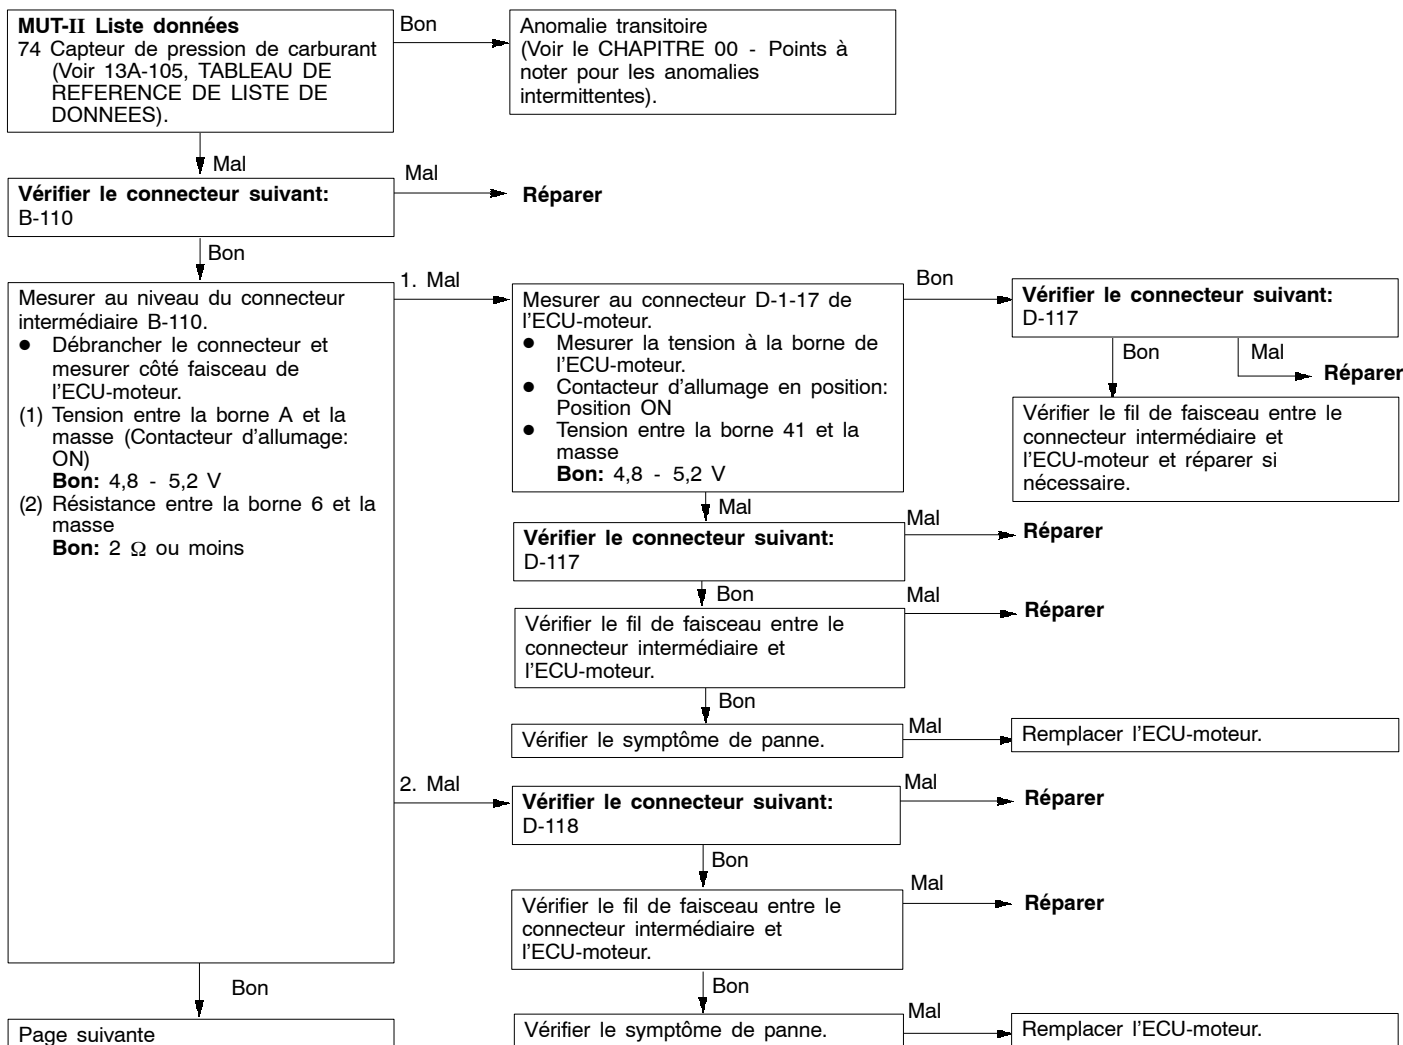 MUT-II Liste données
74 Capteur de pression de carburant
(Voir 13A-105, TABLEAU DE
REFERENCE DE LISTE DE
DONNEES).
Bon
Anomalie transitoire
(Voir le CHAPITRE 00 - Points à
noter pour les anomalies
intermittentes).
Mal
Vérifier le connecteur suivant:
B-110
Mal
Réparer
Bon
Mesurer au niveau du connecteur
intermédiaire B-110.
● Débrancher le connecteur et
mesurer côté faisceau de
l'ECU-moteur.
(1) Tension entre la borne A et la
masse (Contacteur d'allumage:
ON)
Bon: 4,8 - 5,2 V
(2) Résistance entre la borne 6 et la
masse
Bon: 2 Ω ou moins
1. Mal
Mesurer au connecteur D-1-17 de
l'ECU-moteur.
● Mesurer la tension à la borne de
l'ECU-moteur.
● Contacteur d'allumage en position:
Position ON
● Tension entre la borne 41 et la
masse
Bon: 4,8 - 5,2 V
Bon
Vérifier le connecteur suivant:
D-117
Bon
Mal
Réparer
Vérifier le fil de faisceau entre le
connecteur intermédiaire et
l'ECU-moteur et réparer si
nécessaire.
Mal
Vérifier le connecteur suivant:
D-117
Mal
Réparer
Bon
Vérifier le fil de faisceau entre le
connecteur intermédiaire et
l'ECU-moteur.
Mal
Réparer
Bon
Vérifier le symptôme de panne.
Mal
Remplacer l'ECU-moteur.
2. Mal
Vérifier le connecteur suivant:
D-118
Mal
Réparer
Bon
Vérifier le fil de faisceau entre le
connecteur intermédiaire et
l'ECU-moteur.
Mal
Réparer
Bon
Vérifier le symptôme de panne.
Mal
Remplacer l'ECU-moteur.
Bon
Page suivante